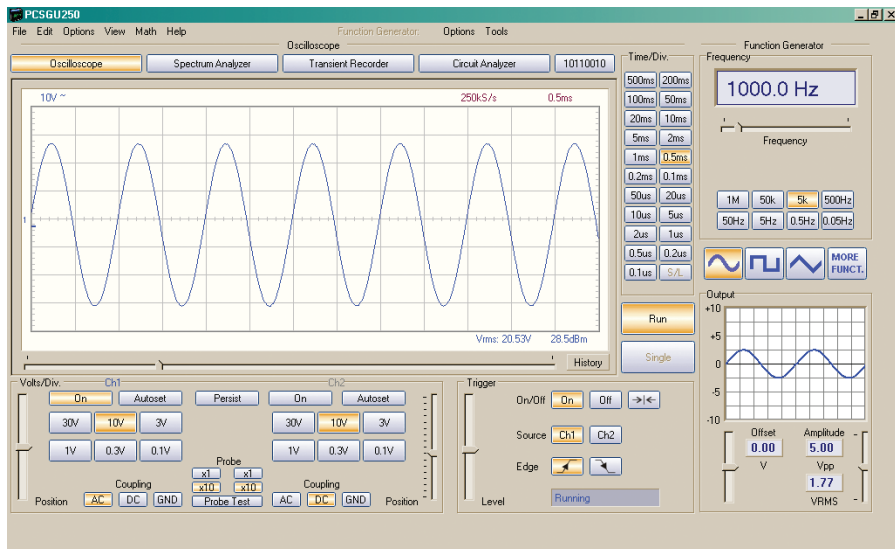 PCSGU250
File Edit Options View Math Help Function Generator: Options Tools
Oscilloscope
Function Generator
Oscilloscope Spectrum Analyzer Transient Recorder Circuit Analyzer 10110010
10V ~ 250kS/s 0.5ms
1
Vrms: 20.53V 28.5dBm
History
Time/Div.
500ms 200ms
100ms 50ms
20ms 10ms
5ms 2ms
1ms 0.5ms
0.2ms 0.1ms
50us 20us
10us 5us
2us 1us
0.5us 0.2us
0.1us S/L
Run
Single
Frequency
1000.0 Hz
Frequency
1M 50k 5k 500Hz
50Hz 5Hz 0.5Hz 0.05Hz
MORE
FUNCT.
Output
+10
+5
0
-5
-10
Offset Amplitude
0.00 5.00
V Vpp
1.77
VRMS
Volts/Div. Ch1 Ch2
On Autoset Persist On Autoset
30V 10V 3V 30V 10V 3V
1V 0.3V 0.1V 1V 0.3V 0.1V
Probe
x1 x1
x10 x10
Coupling Coupling
Position AC DC GND Probe Test AC DC GND Position
Trigger
On/Off On Off
Source Ch1 Ch2
Edge
Level Running